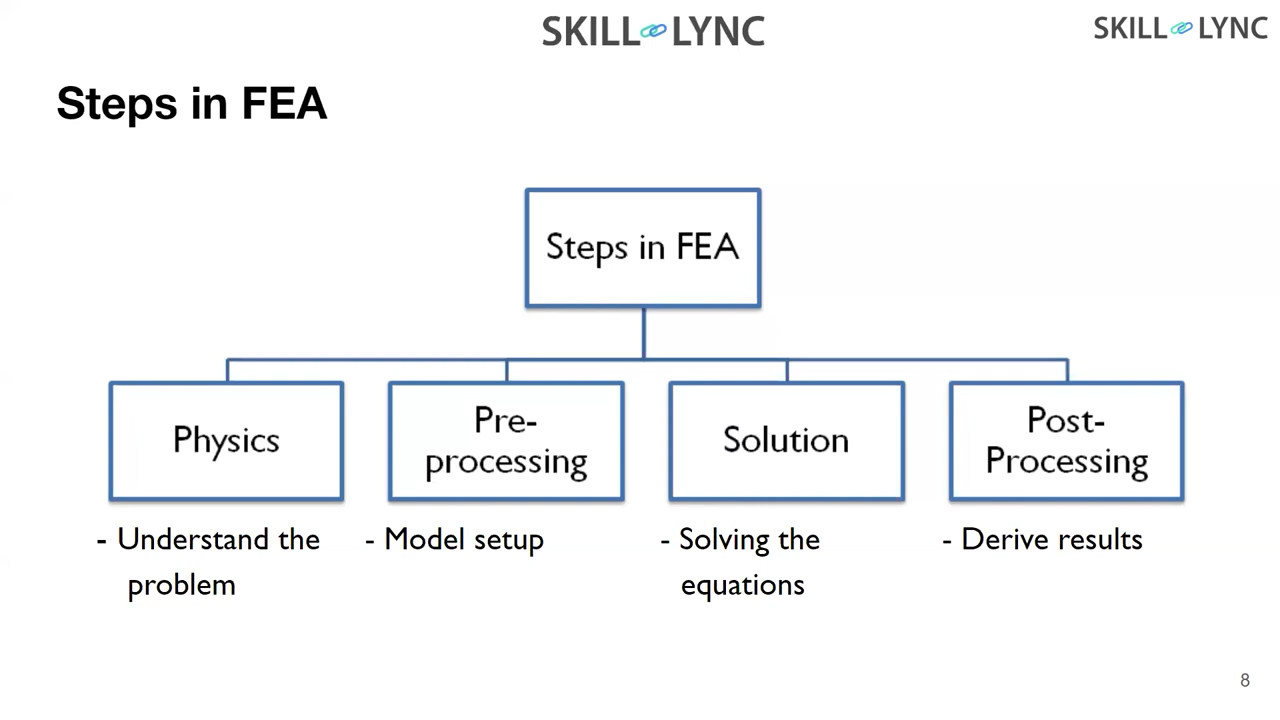 SKILL LYNC
SKILL LYNC
Steps in FEA
Steps in FEA
Physics
Pre-
processing
Solution
Post-
Processing
- Understand the
problem
- Model setup
- Solving the
equations
- Derive results
8